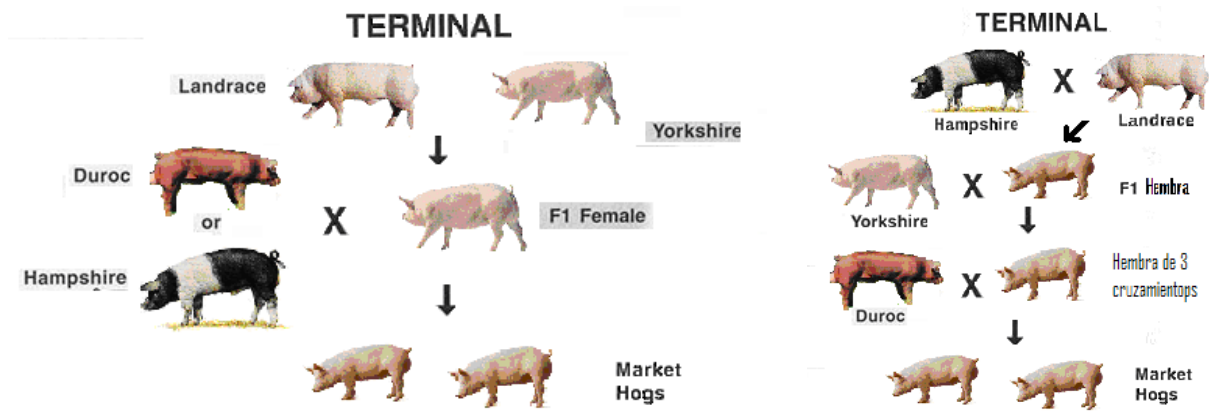 TERMINAL
Landrace
Yorkshire
Duroc
or
Hampshire
X
F1 Female
Market
Hogs
TERMINAL
X
Hampshire
Landrace
X
F1 Hembra
Yorkshire
X
Hembra de 3
cruzamientops
Duroc
Market
Hogs